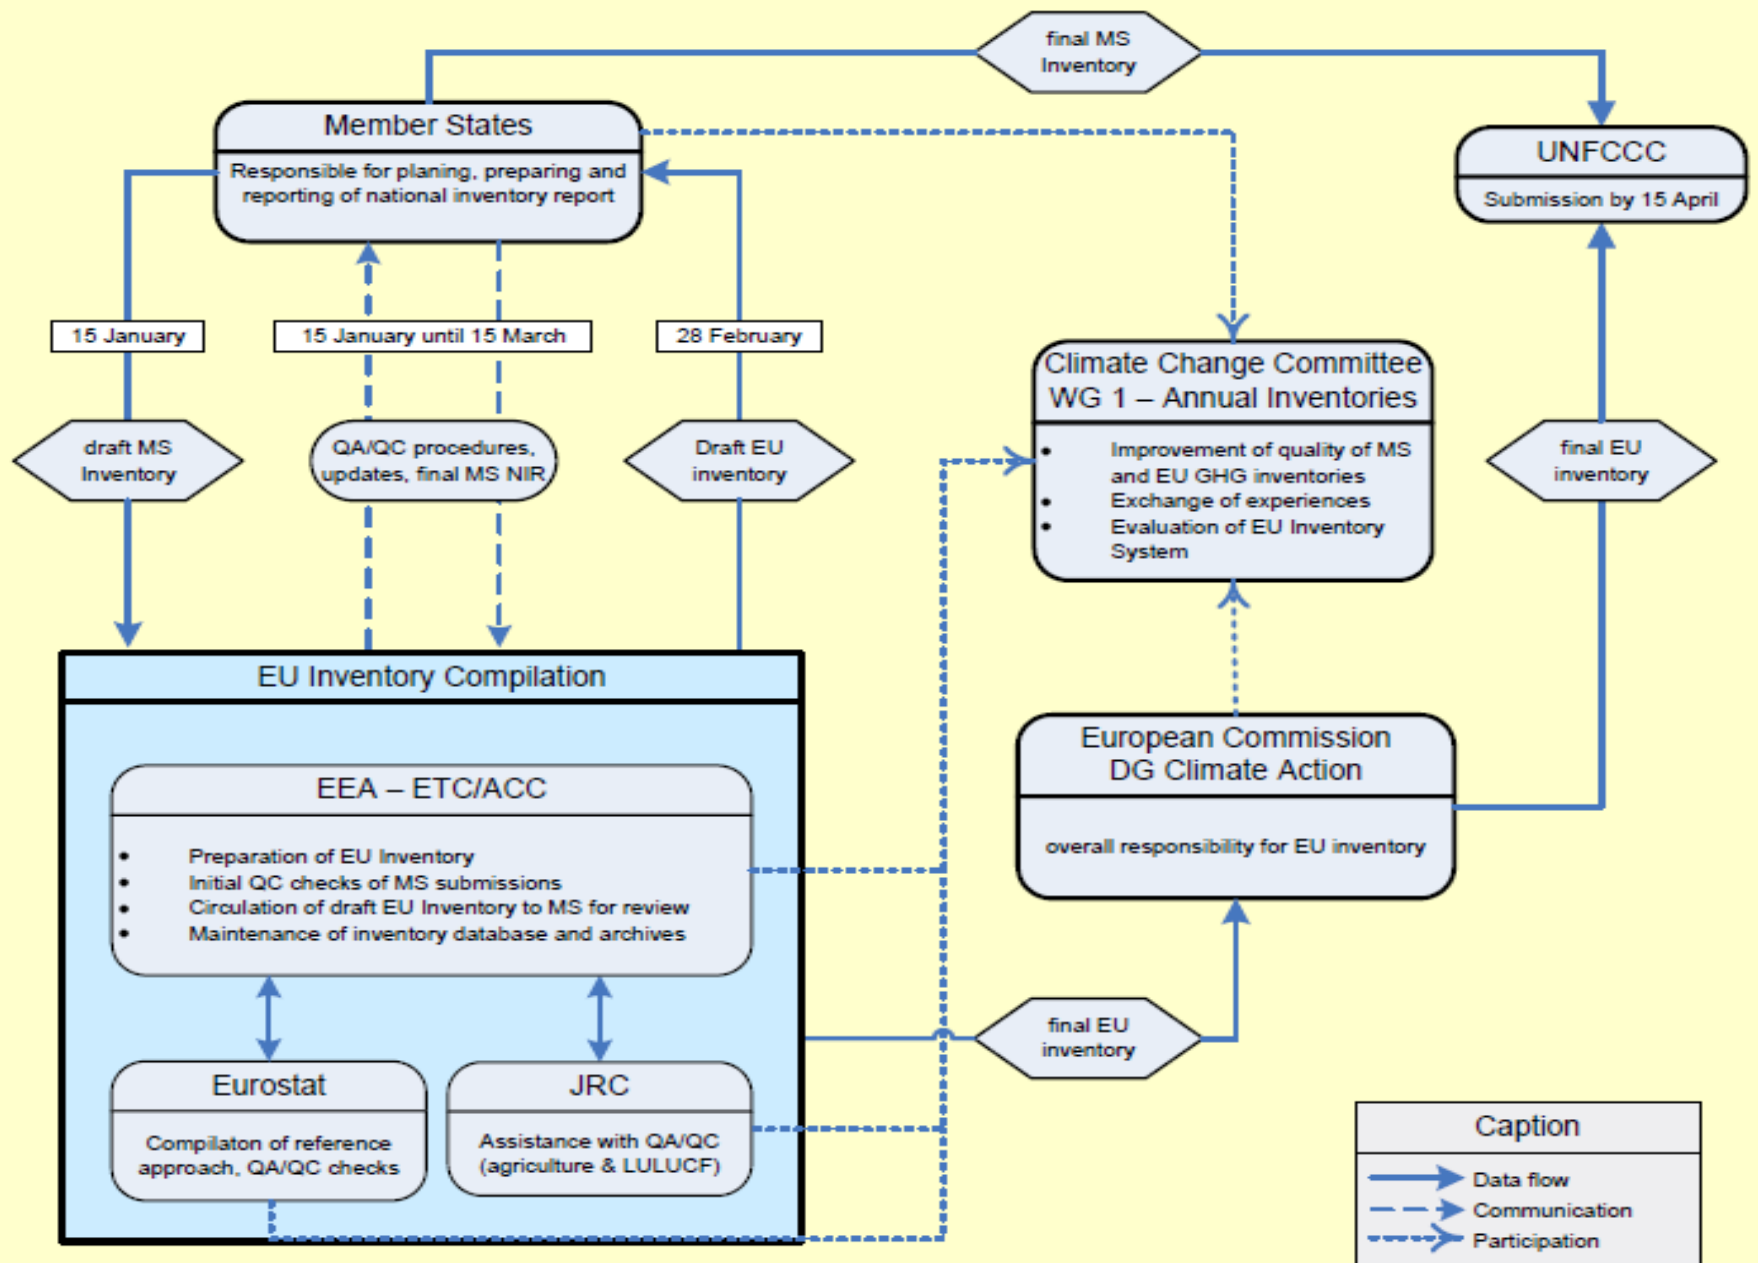 final MS
Inventory
Member States
Responsible for planing, preparing and
reporting of national inventory report
UNFCCC
Submission by 15 April
15 January
15 January until 15 March
28 February
draft MS
Inventory
QA/QC procedures,
updates, final MS NIR
Draft EU
inventory
Climate Change Committee
WG 1 – Annual Inventories
• Improvement of quality of MS
and EU GHG inventories
• Exchange of experiences
• Evaluation of EU Inventory
System
final EU
inventory
EU Inventory Compilation
EEA – ETC/ACC
• Preparation of EU Inventory
• Initial QC checks of MS submissions
• Circulation of draft EU Inventory to MS for review
• Maintenance of inventory database and archives
European Commission
DG Climate Action
overall responsibility for EU inventory
final EU
inventory
Eurostat
Compilaton of reference
approach, QA/QC checks
JRC
Assistance with QA/QC
(agriculture & LULUCF)
Caption
Data flow
Communication
Participation